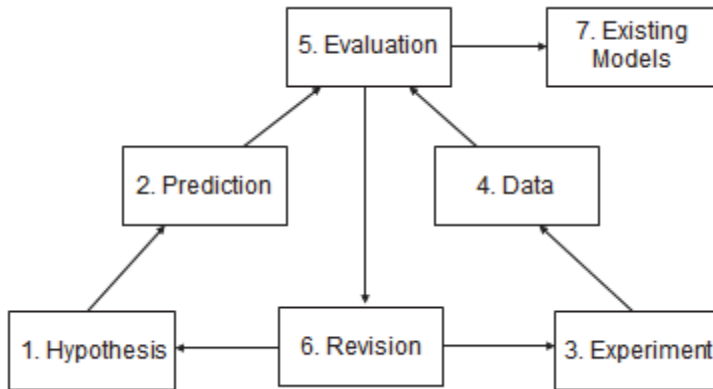 5. Evaluation
7. Existing
Models
2. Prediction
4. Data
1. Hypothesis
6. Revision
3. Experiment